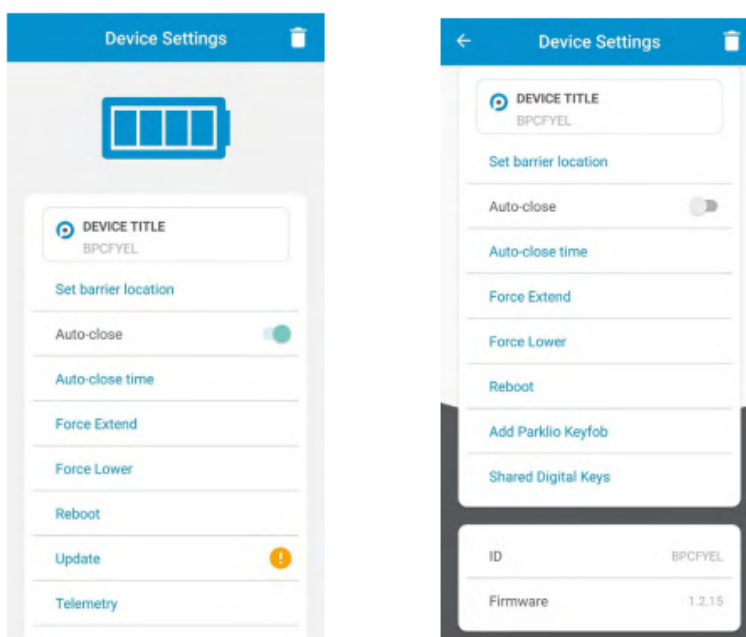 Device Settings
DEVICE TITLE
BPCFYEL
Set barrier location
Auto-close
Auto-close time
Force Extend
Force Lower
Reboot
Update
!
Telemetry
Device Settings
DEVICE TITLE
BPCFYEL
Set barrier location
Auto-close
Auto-close time
Force Extend
Force Lower
Reboot
Add Parklio Keyfob
Shared Digital Keys
ID BPCFYEL
Firmware 1.2.15